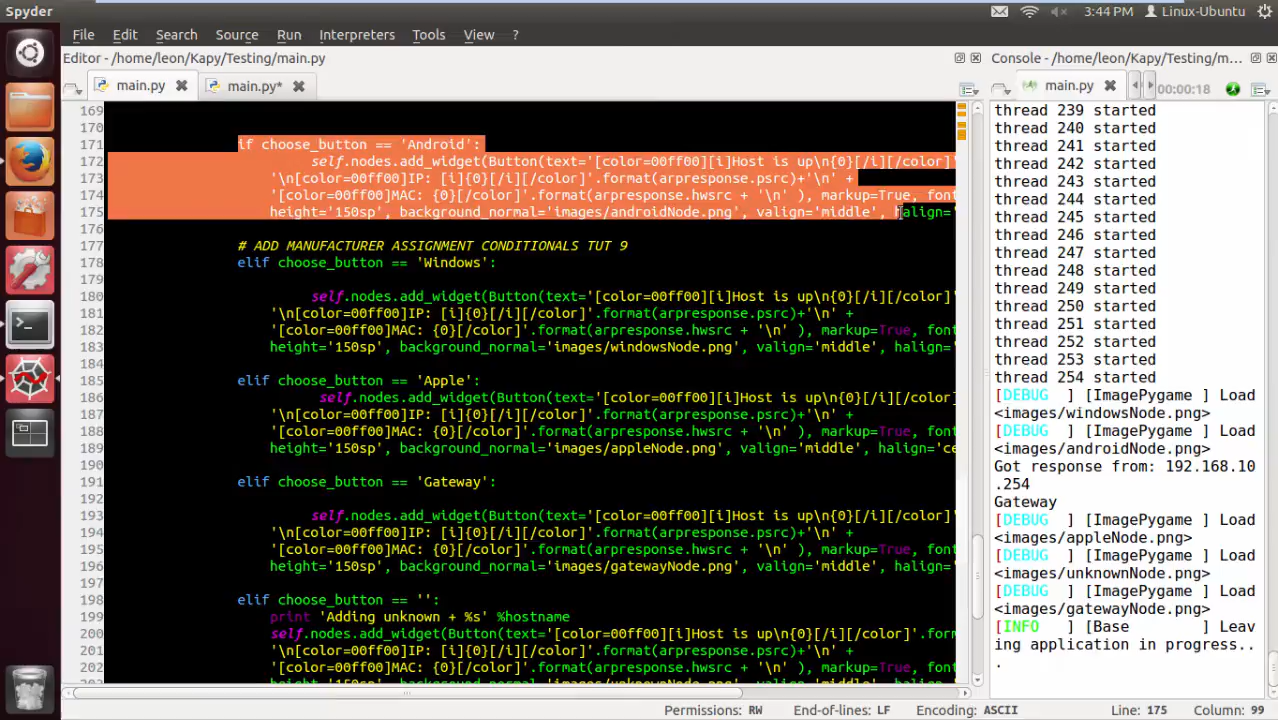 Spyder
3:44 PM
Linux-Ubuntu
File Edit Search Source Run Interpreters Tools View ?
Editor - /home/leon/Kapy/Testing/main.py
main.py
main.py*
169
170
171 if choose_button == 'Android':
172 self.nodes.add_widget(Button(text='[color=00ff00][i]Host is up\n{0}[/i][/color]'
173 '\n[color=00ff00]IP: [i]{0}[/i][/color]'.format(arpresponse.psrc)+'\n' +
174 '[color=00ff00]MAC: {0}[/color]'.format(arpresponse.hwsrc + '\n' ), markup=True, font
175 height='150sp', background_normal='images/androidNode.png', valign='middle', halign='
176
177 # ADD MANUFACTURER ASSIGNMENT CONDITIONALS TUT 9
178 elif choose_button == 'Windows':
179
180 self.nodes.add_widget(Button(text='[color=00ff00][i]Host is up\n{0}[/i][/color]'
181 '\n[color=00ff00]IP: [i]{0}[/i][/color]'.format(arpresponse.psrc)+'\n' +
182 '[color=00ff00]MAC: {0}[/color]'.format(arpresponse.hwsrc + '\n' ), markup=True, font
183 height='150sp', background_normal='images/windowsNode.png', valign='middle', halign='
184
185 elif choose_button == 'Apple':
186 self.nodes.add_widget(Button(text='[color=00ff00][i]Host is up\n{0}[/i][/color]
187 '\n[color=00ff00]IP: [i]{0}[/i][/color]'.format(arpresponse.psrc)+'\n' +
188 '[color=00ff00]MAC: {0}[/color]'.format(arpresponse.hwsrc + '\n' ), markup=True, font
189 height='150sp', background_normal='images/appleNode.png', valign='middle', halign='ce
190
191 elif choose_button == 'Gateway':
192
193 self.nodes.add_widget(Button(text='[color=00ff00][i]Host is up\n{0}[/i][/color]'
194 '\n[color=00ff00]IP: [i]{0}[/i][/color]'.format(arpresponse.psrc)+'\n' +
195 '[color=00ff00]MAC: {0}[/color]'.format(arpresponse.hwsrc + '\n' ), markup=True, font
196 height='150sp', background_normal='images/gatewayNode.png', valign='middle', halign='
197
198 elif choose_button == '':
199 print 'Adding unknown + %s' %hostname
200 self.nodes.add_widget(Button(text='[color=00ff00][i]Host is up\n{0}[/i][/color]'.form
201 '\n[color=00ff00]IP: [i]{0}[/i][/color]'.format(arpresponse.psrc)+'\n' +
202 '[color=00ff00]MAC: {0}[/color]'.format(arpresponse.hwsrc + '\n' ), markup=True, font
203 height='150sp', background_normal='images/unknownNode.png', valign='middle', halign='
Console - /home/leon/Kapy/Testing/m...
main.py
00:00:18
thread 239 started
thread 240 started
thread 241 started
thread 242 started
thread 243 started
thread 244 started
thread 245 started
thread 246 started
thread 247 started
thread 248 started
thread 249 started
thread 250 started
thread 251 started
thread 252 started
thread 253 started
thread 254 started
[DEBUG ] [ImagePygame ] Load
<images/windowsNode.png>
[DEBUG ] [ImagePygame ] Load
<images/androidNode.png>
Got response from: 192.168.10
.254
Gateway
[DEBUG ] [ImagePygame ] Load
<images/appleNode.png>
[DEBUG ] [ImagePygame ] Load
<images/unknownNode.png>
[DEBUG ] [ImagePygame ] Load
<images/gatewayNode.png>
[INFO ] [Base ] Leav
ing application in progress..
.
Permissions: RW End-of-lines: LF Encoding: ASCII Line: 175 Column: 99